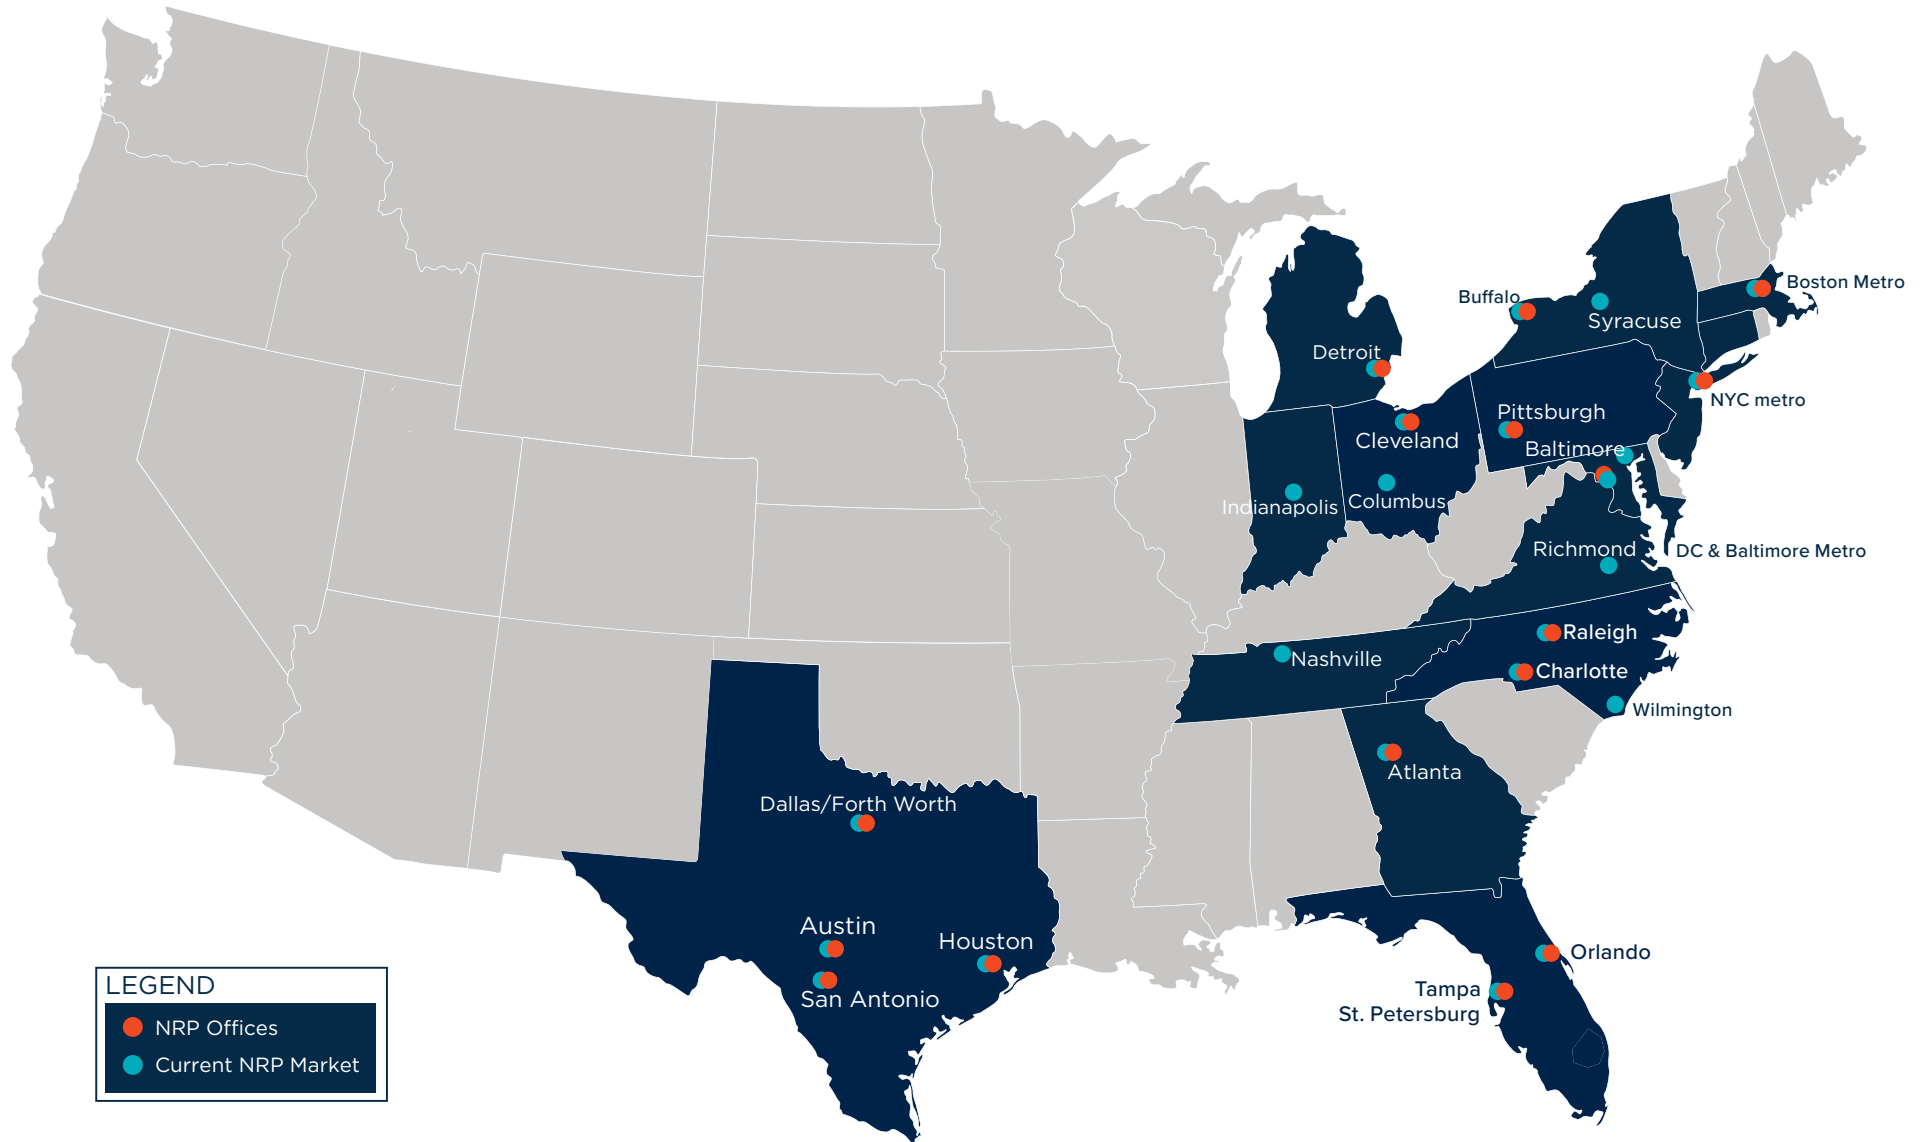 Boston Metro
Buffalo
Syracuse
Detroit
NYC metro
Pittsburgh
Cleveland
Baltimore
Indianapolis
Columbus
Richmond
DC & Baltimore Metro
Raleigh
Nashville
Charlotte
Wilmington
Atlanta
Dallas/Forth Worth
Austin
Houston
Orlando
San Antonio
Tampa
St. Petersburg
LEGEND
NRP Offices
Current NRP Market